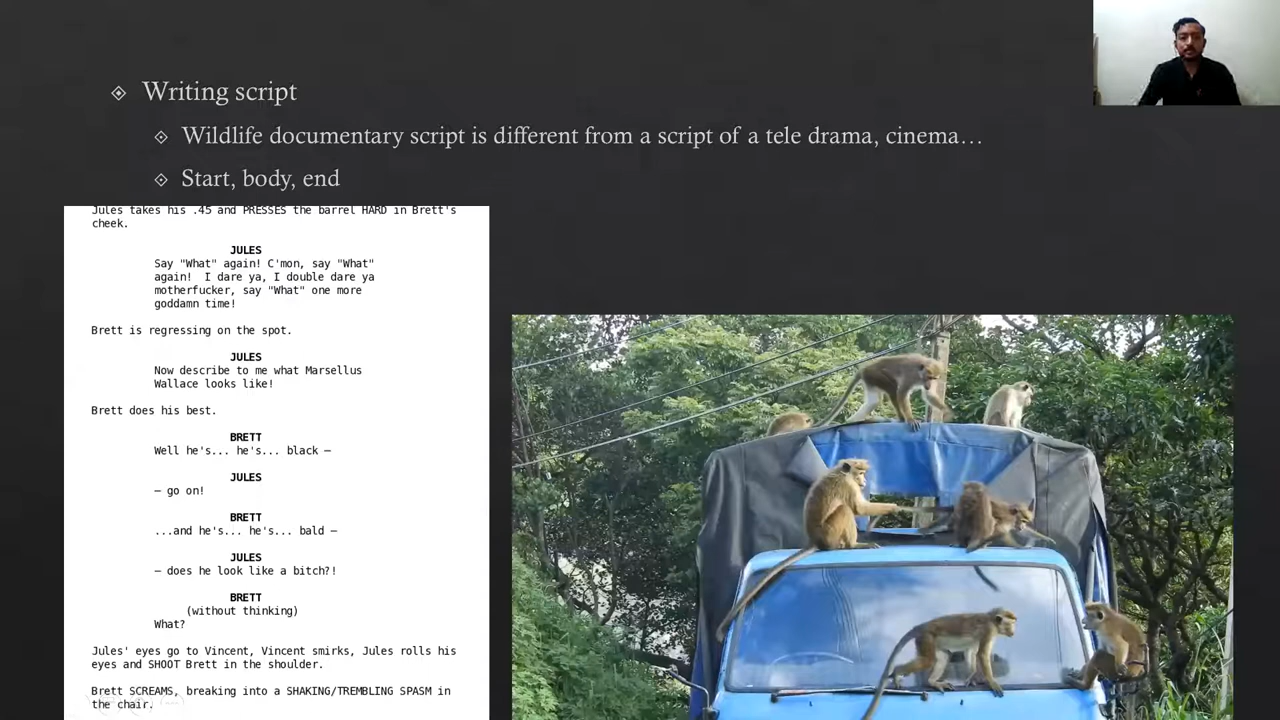 Writing script
Wildlife documentary script is different from a script of a tele drama, cinema…
Start, body, end
Jules takes his .45 and PRESSES the barrel HARD in Brett's
cheek.
JULES
Say "What" again! C'mon, say "What"
again!  I dare ya, I double dare ya
motherfucker, say "What" one more
goddamn time!
Brett is regressing on the spot.
JULES
Now describe to me what Marsellus
Wallace looks like!
Brett does his best.
BRETT
Well he's... he's... black –
JULES
– go on!
BRETT
...and he's... he's... bald –
JULES
– does he look like a bitch?!
BRETT
(without thinking)
What?
Jules' eyes go to Vincent, Vincent smirks, Jules rolls his
eyes and SHOOT Brett in the shoulder.
Brett SCREAMS, breaking into a SHAKING/TREMBLING SPASM in
the chair.